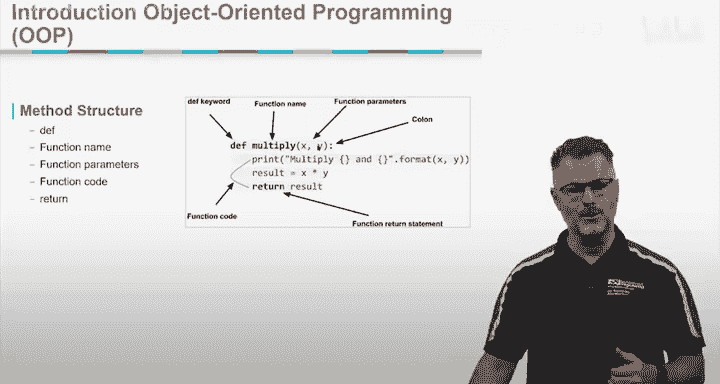 Introduction Object-Oriented Programming
(OOP)
Method Structure
– def
– Function name
– Function parameters
– Function code
– return
def keyword
Function name
Function parameters
Colon
def multiply(x, y):
print("Multiply {} and {}".format(x, y))
result = x * y
return result
Function code
Function return statement